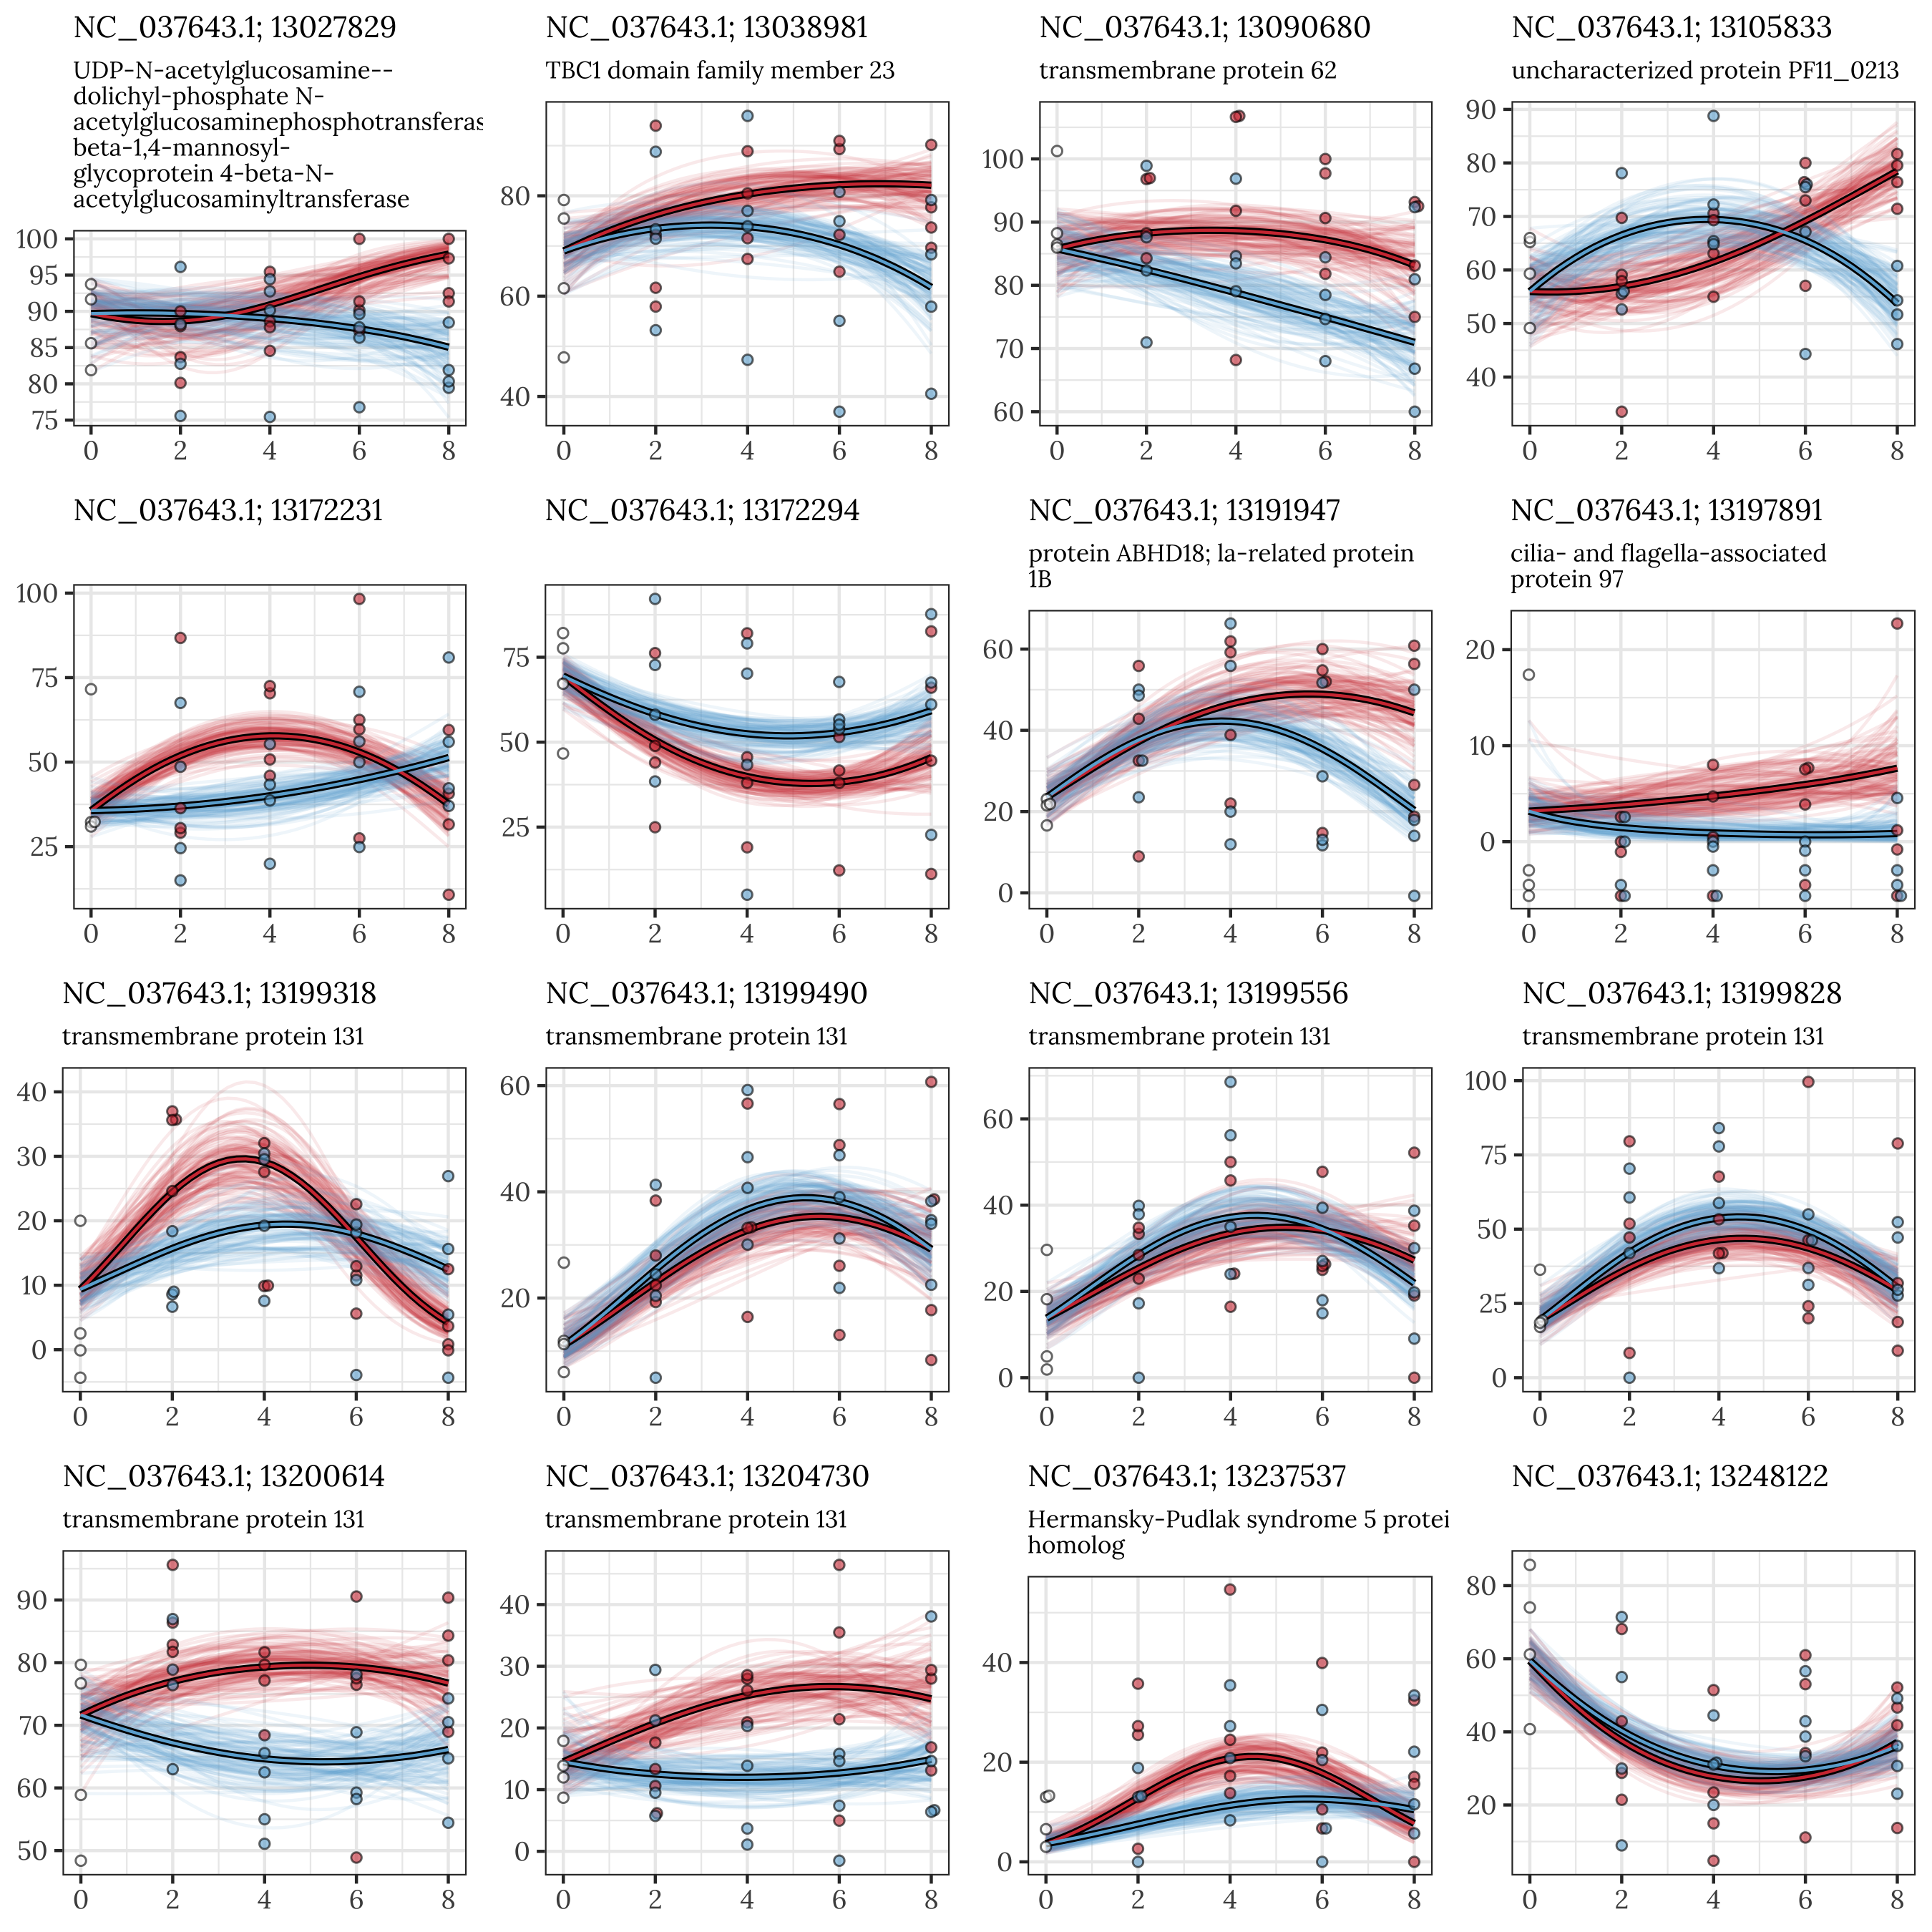 NC_037643.1; 13027829
UDP-N-acetylglucosamine--
dolichyl-phosphate N-
acetylglucosaminephosphotransferas
beta-1,4-mannosyl-
glycoprotein 4-beta-N-
acetylglucosaminyltransferase
100
95
90
85
80
75
0 2 4 6 8
NC_037643.1; 13038981
TBC1 domain family member 23
80
60
40
0 2 4 6 8
NC_037643.1; 13090680
transmembrane protein 62
100
90
80
70
60
0 2 4 6 8
NC_037643.1; 13105833
uncharacterized protein PF11_0213
90
80
70
60
50
40
0 2 4 6 8
NC_037643.1; 13172231
100
75
50
25
0 2 4 6 8
NC_037643.1; 13172294
75
50
25
0 2 4 6 8
NC_037643.1; 13191947
protein ABHD18; la-related protein
1B
60
40
20
0
0 2 4 6 8
NC_037643.1; 13197891
cilia- and flagella-associated
protein 97
20
10
0
0 2 4 6 8
NC_037643.1; 13199318
transmembrane protein 131
40
30
20
10
0
0 2 4 6 8
NC_037643.1; 13199490
transmembrane protein 131
60
40
20
0 2 4 6 8
NC_037643.1; 13199556
transmembrane protein 131
60
40
20
0
0 2 4 6 8
NC_037643.1; 13199828
transmembrane protein 131
100
75
50
25
0
0 2 4 6 8
NC_037643.1; 13200614
transmembrane protein 131
90
80
70
60
50
0 2 4 6 8
NC_037643.1; 13204730
transmembrane protein 131
40
30
20
10
0
0 2 4 6 8
NC_037643.1; 13237537
Hermansky-Pudlak syndrome 5 protei
homolog
40
20
0
0 2 4 6 8
NC_037643.1; 13248122
80
60
40
20
0 2 4 6 8